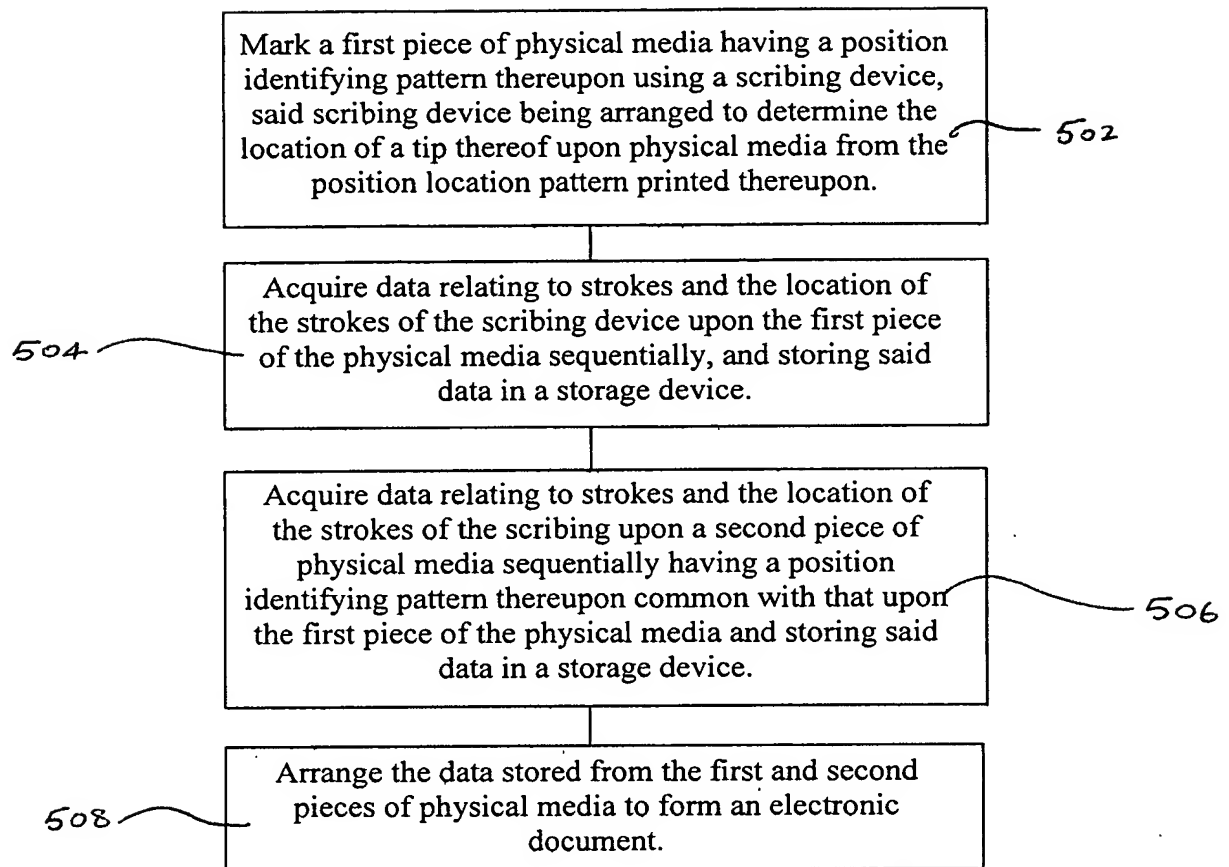 Mark a first piece of physical media having a position
identifying pattern thereupon using a scribing device,
said scribing device being arranged to determine the
location of a tip thereof upon physical media from the
position location pattern printed thereupon.
502
Acquire data relating to strokes and the location of
the strokes of the scribing device upon the first piece
of the physical media sequentially, and storing said
data in a storage device.
504
Acquire data relating to strokes and the location of
the strokes of the scribing upon a second piece of
physical media sequentially having a position
identifying pattern thereupon common with that upon
the first piece of the physical media and storing said
data in a storage device.
506
Arrange the data stored from the first and second
pieces of physical media to form an electronic
document.
508